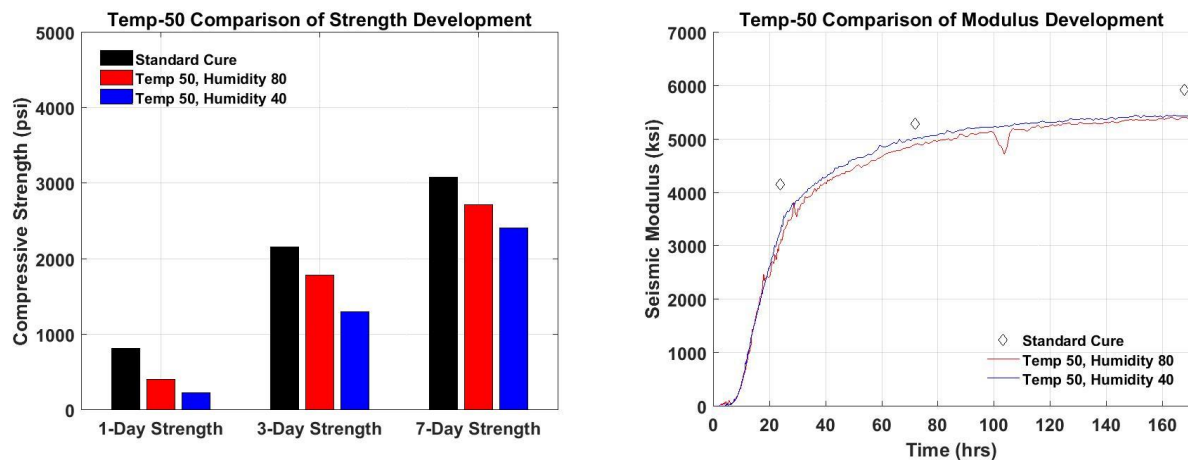 Temp-50 Comparison of Strength Development
5000
4000
3000
2000
1000
0
Compressive Strength (psi)
Standard Cure
Temp 50, Humidity 80
Temp 50, Humidity 40
1-Day Strength
3-Day Strength
7-Day Strength
Temp-50 Comparison of Modulus Development
7000
6000
5000
4000
3000
2000
1000
0
Seismic Modulus (ksi)
Standard Cure
Temp 50, Humidity 80
Temp 50, Humidity 40
0 20 40 60 80 100 120 140 160
Time (hrs)